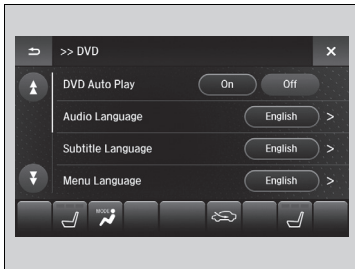 >> DVD
DVD Auto Play On Off
Audio Language English >
Subtitle Language English >
Menu Language English >
MODE